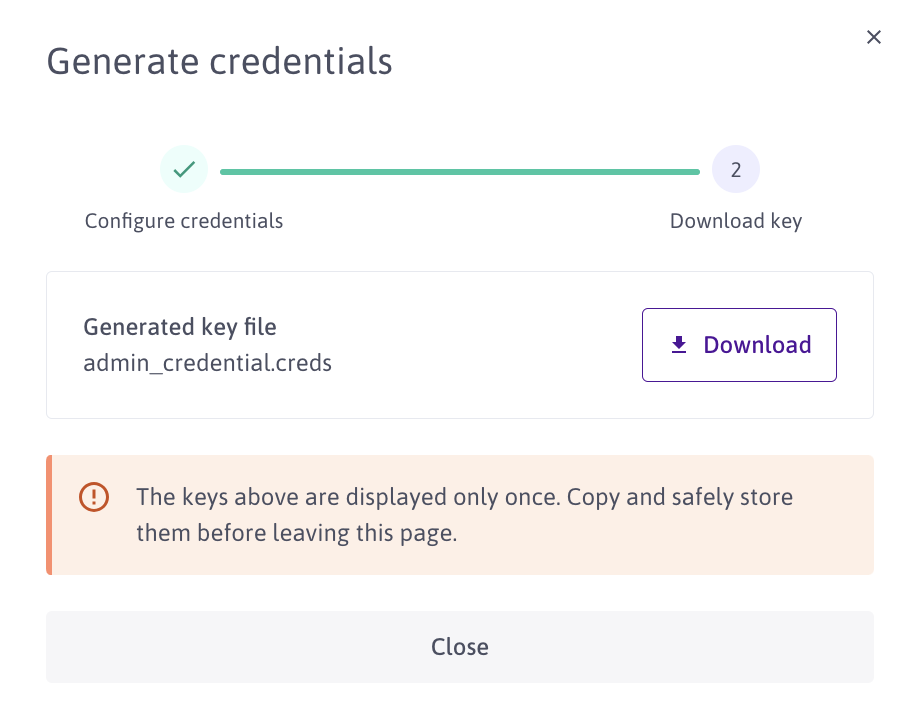 Generate credentials
2
Configure credentials
Download key
Generated key file
admin_credential.creds
Download
The keys above are displayed only once. Copy and safely store
them before leaving this page.
Close